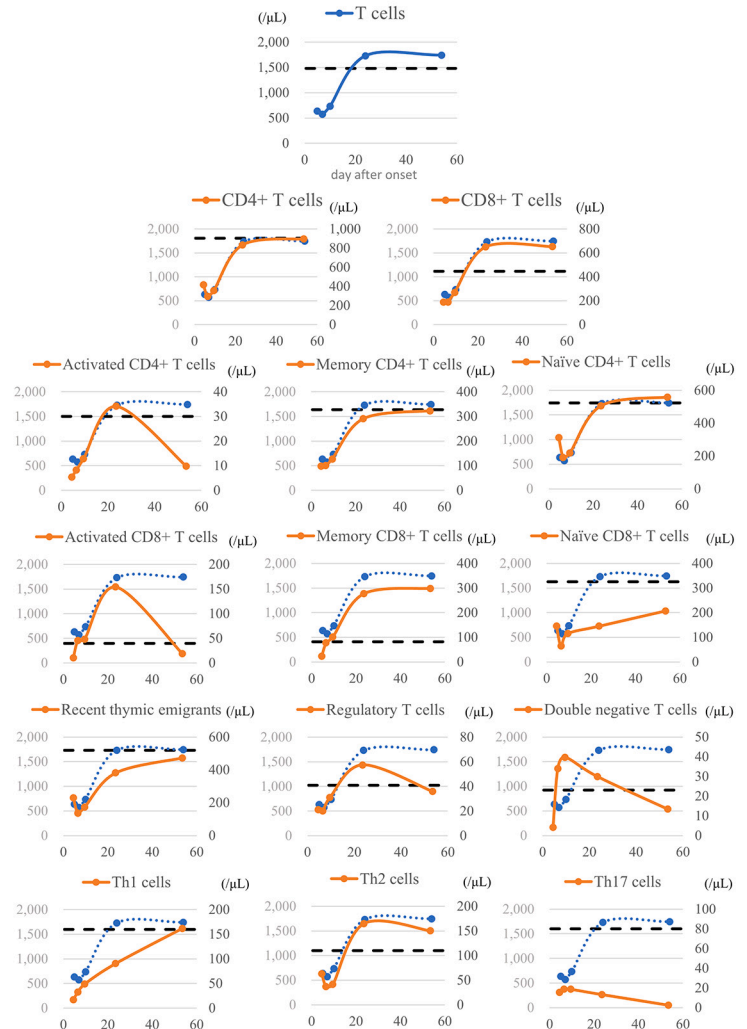 (/μL) T cells
2,000
1,500
1,000
500
0
0 20 40 60
day after onset
CD4+ T cells (/μL) CD8+ T cells (/μL)
2,000 1,000 2,000 800
1,500 800 1,500 600
1,000 600 1,000 400
500 400 500 200
200
0 0 0 0
0 20 40 60 0 20 40 60
Activated CD4+ T cells (/μL) Memory CD4+ T cells (/μL) Naïve CD4+ T cells (/μL)
2,000 40 2,000 400 2,000 600
1,500 30 1,500 300 1,500 400
1,000 20 1,000 200 1,000 200
500 10 500 100 500
0 0 0 0 0 0
0 20 40 60 0 20 40 60 0 20 40 60
Activated CD8+ T cells (/μL) Memory CD8+ T cells (/μL) Naïve CD8+ T cells (/μL)
2,000 200 2,000 400 2,000 400
1,500 150 1,500 300 1,500 300
1,000 100 1,000 200 1,000 200
500 50 500 100 500 100
0 0 0 0 0 0
0 20 40 60 0 20 40 60 0 20 40 60
Recent thymic emigrants (/μL) Regulatory T cells (/μL) Double negative T cells (/μL)
2,000 600 2,000 80 2,000 50
1,500 400 1,500 60 1,500 40
1,000 200 1,000 40 1,000 30
500 500 20 500 20
10
0 0 0 0 0 0
0 20 40 60 0 20 40 60 0 20 40 60
Th1 cells (/μL) Th2 cells (/μL) Th17 cells (/μL)
2,000 200 2,000 200 2,000 100
1,500 150 1,500 150 1,500 80
1,000 100 1,000 100 1,000 60
500 50 500 50 500 40
20
0 0 0 0 0 0
0 20 40 60 0 20 40 60 0 20 40 60